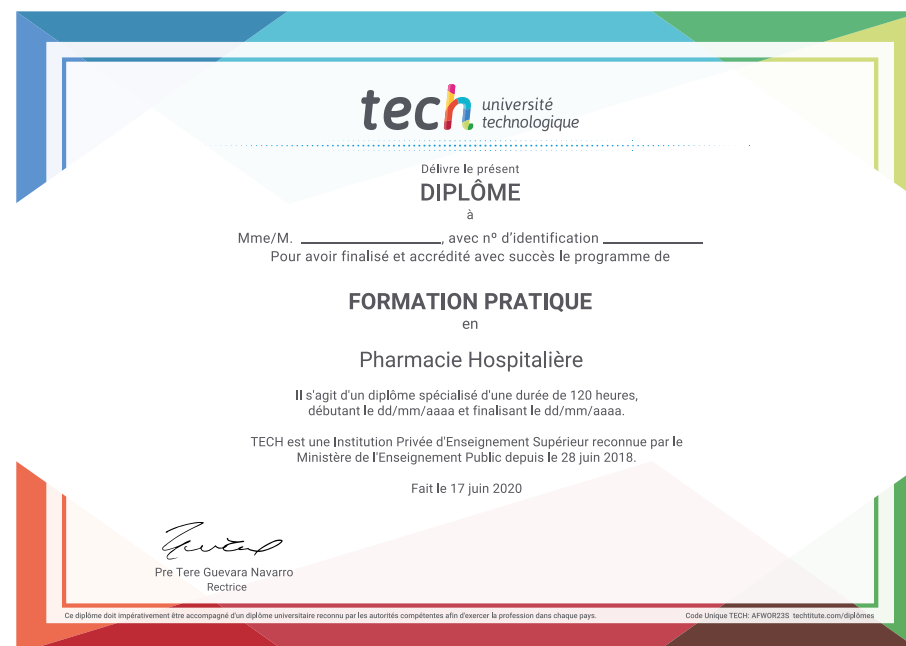 tech université
technologique
Délivre le présent
DIPLÔME
à
Mme/M. ____________________, avec nº d'identification ______________
Pour avoir finalisé et accrédité avec succès le programme de
FORMATION PRATIQUE
en
Pharmacie Hospitalière
Il s'agit d'un diplôme spécialisé d'une durée de 120 heures,
débutant le dd/mm/aaaa et finalisant le dd/mm/aaaa.
TECH est une Institution Privée d'Enseignement Supérieur reconnue par le
Ministère de l'Enseignement Public depuis le 28 juin 2018.
Fait le 17 juin 2020
Pre Tere Guevara Navarro
Rectrice
Ce diplôme doit impérativement être accompagné d'un diplôme universitaire reconnu par les autorités compétentes afin d'exercer la profession dans chaque pays.
Code Unique TECH: AFWOR23S techtitute.com/diplômes